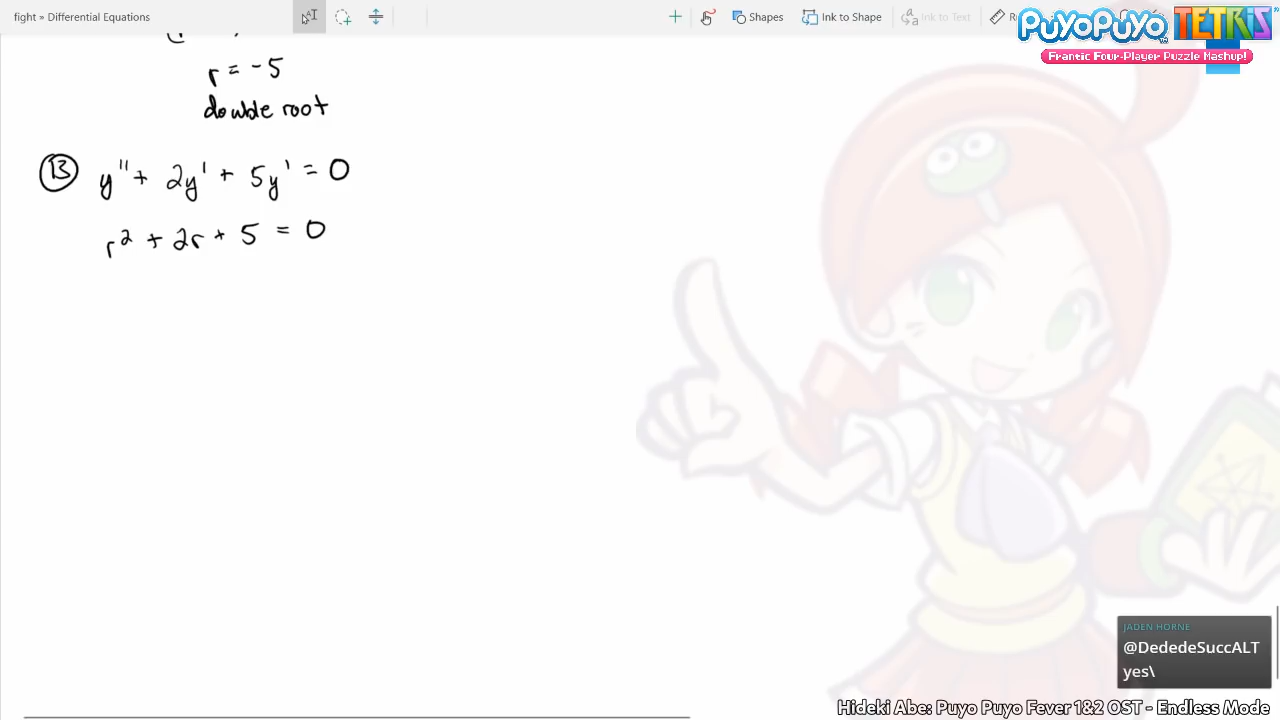 fight » Differential Equations
Shapes
Ink to Shape
Ink to Text
PuyoPuyo TETRIS
Frantic Four-Player Puzzle Mashup!
r = -5
double root
13 y'' + 2y' + 5y' = 0
r² + 2r + 5 = 0
JADEN HORNE
@DededeSuccALT
yes\
Hideki Abe: Puyo Puyo Fever 1&2 OST - Endless Mode